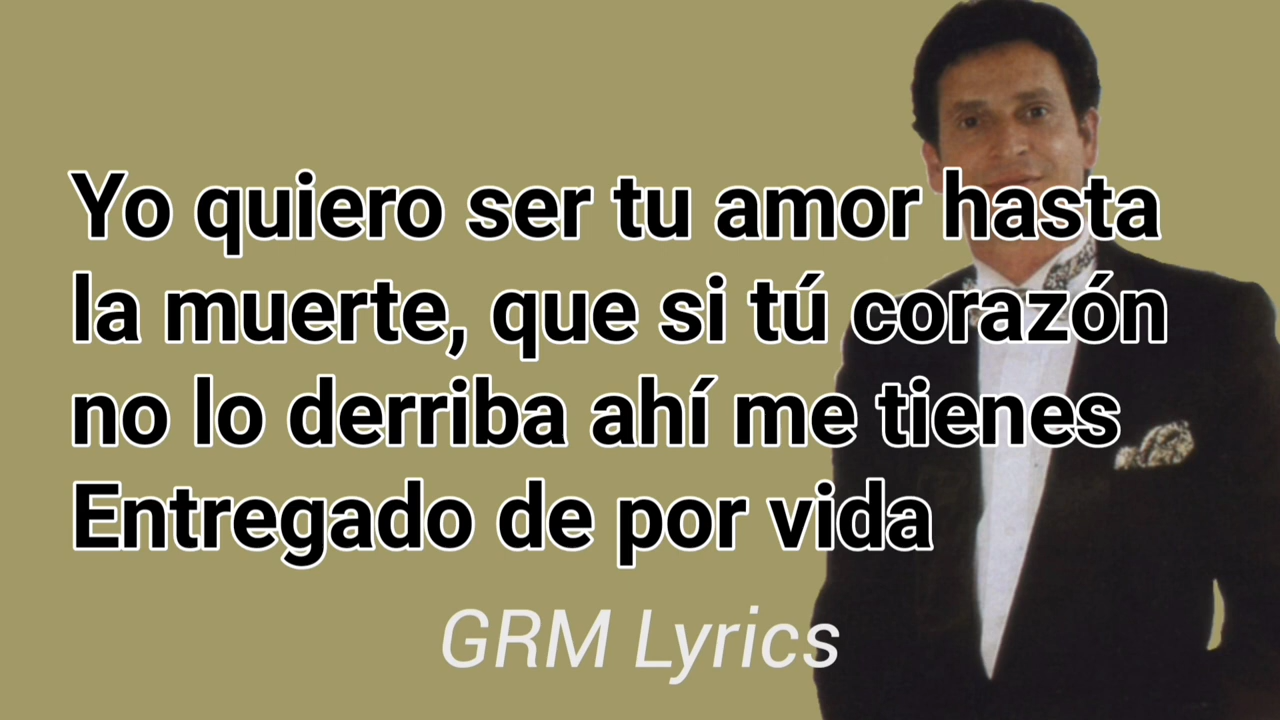 Yo quiero ser tu amor hasta
la muerte, que si tú corazón
no lo derriba ahí me tienes
Entregado de por vida
GRM Lyrics